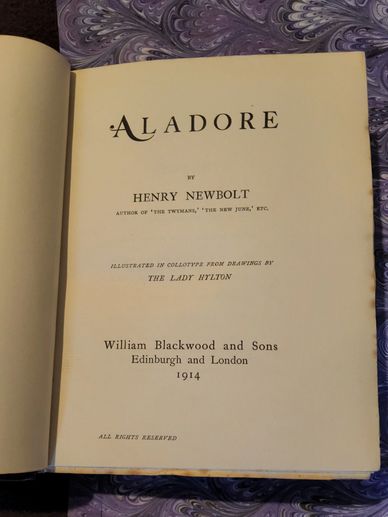 ALADORE
BY
HENRY NEWBOLT
AUTHOR OF 'THE TWYMANS,' 'THE NEW JUNE,' ETC.
ILLUSTRATED IN COLLOTYPE FROM DRAWINGS BY
THE LADY HYLTON
William Blackwood and Sons
Edinburgh and London
1914
ALL RIGHTS RESERVED